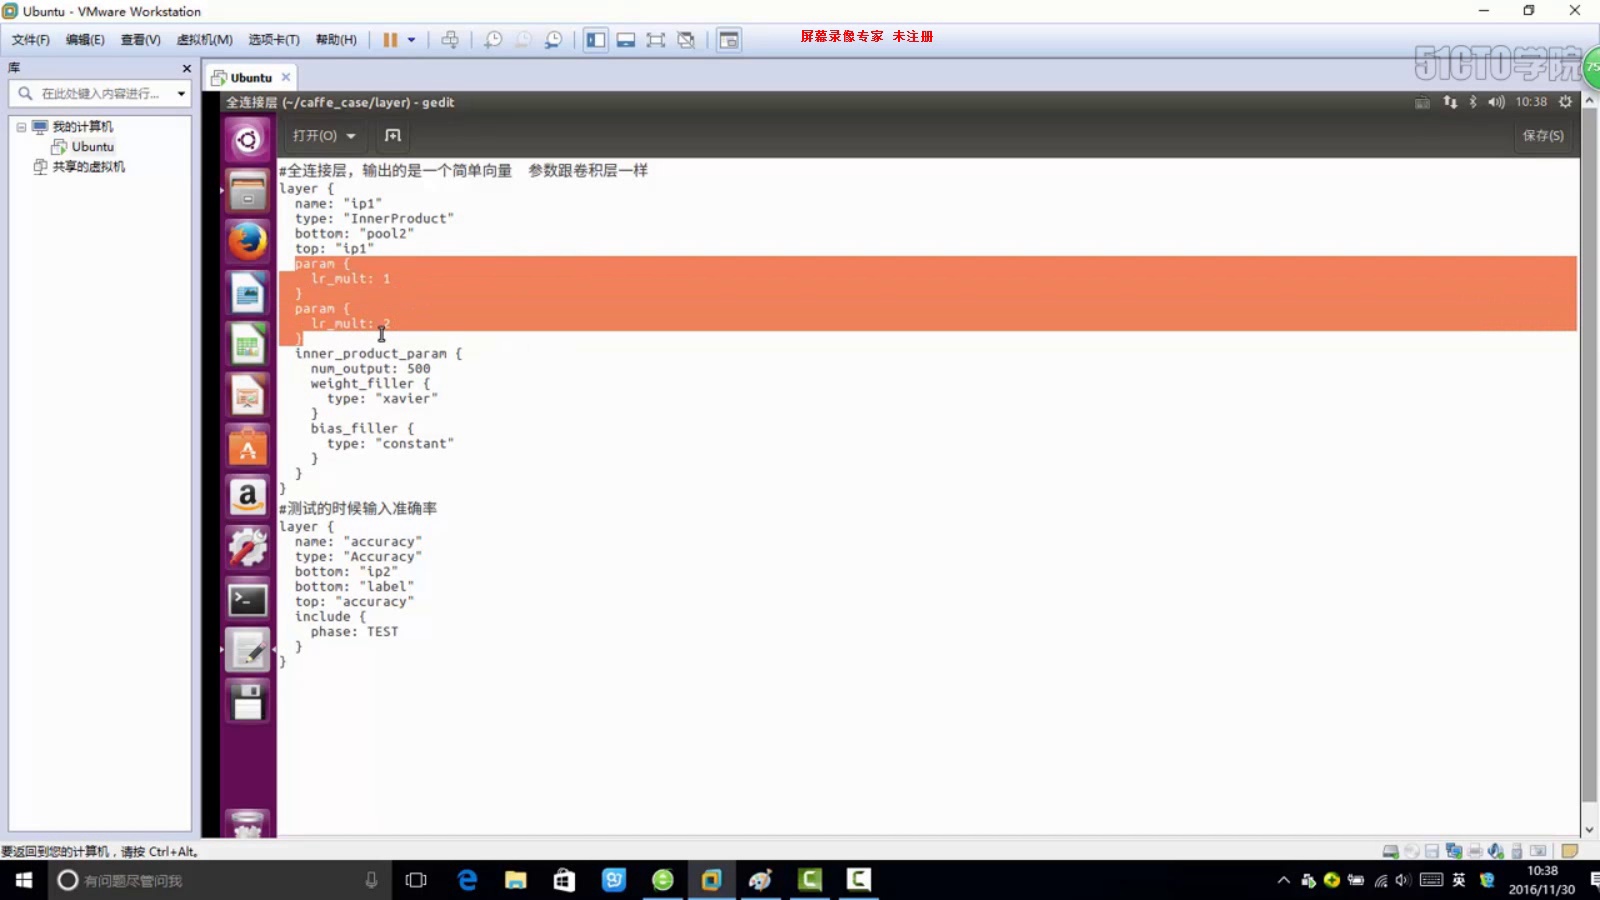 Ubuntu - VMware Workstation
文件(F) 编辑(E) 查看(V) 虚拟机(M) 选项卡(T) 帮助(H)
屏幕录像专家 未注册
51CTO学院
75
库
Ubuntu
在此处键入内容进行...
我的计算机
Ubuntu
共享的虚拟机
全连接层 (~/caffe_case/layer) - gedit
10:38
打开(O)
保存(S)
#全连接层，输出的是一个简单向量 参数跟卷积层一样
layer {
name: "ip1"
type: "InnerProduct"
bottom: "pool2"
top: "ip1"
param {
lr_mult: 1
}
param {
lr_mult: 2
}
inner_product_param {
num_output: 500
weight_filler {
type: "xavier"
}
bias_filler {
type: "constant"
}
}
}
#测试的时候输入准确率
layer {
name: "accuracy"
type: "Accuracy"
bottom: "ip2"
bottom: "label"
top: "accuracy"
include {
phase: TEST
}
}
要返回到您的计算机，请按 Ctrl+Alt。
有问题尽管问我
英
10:38
2016/11/30